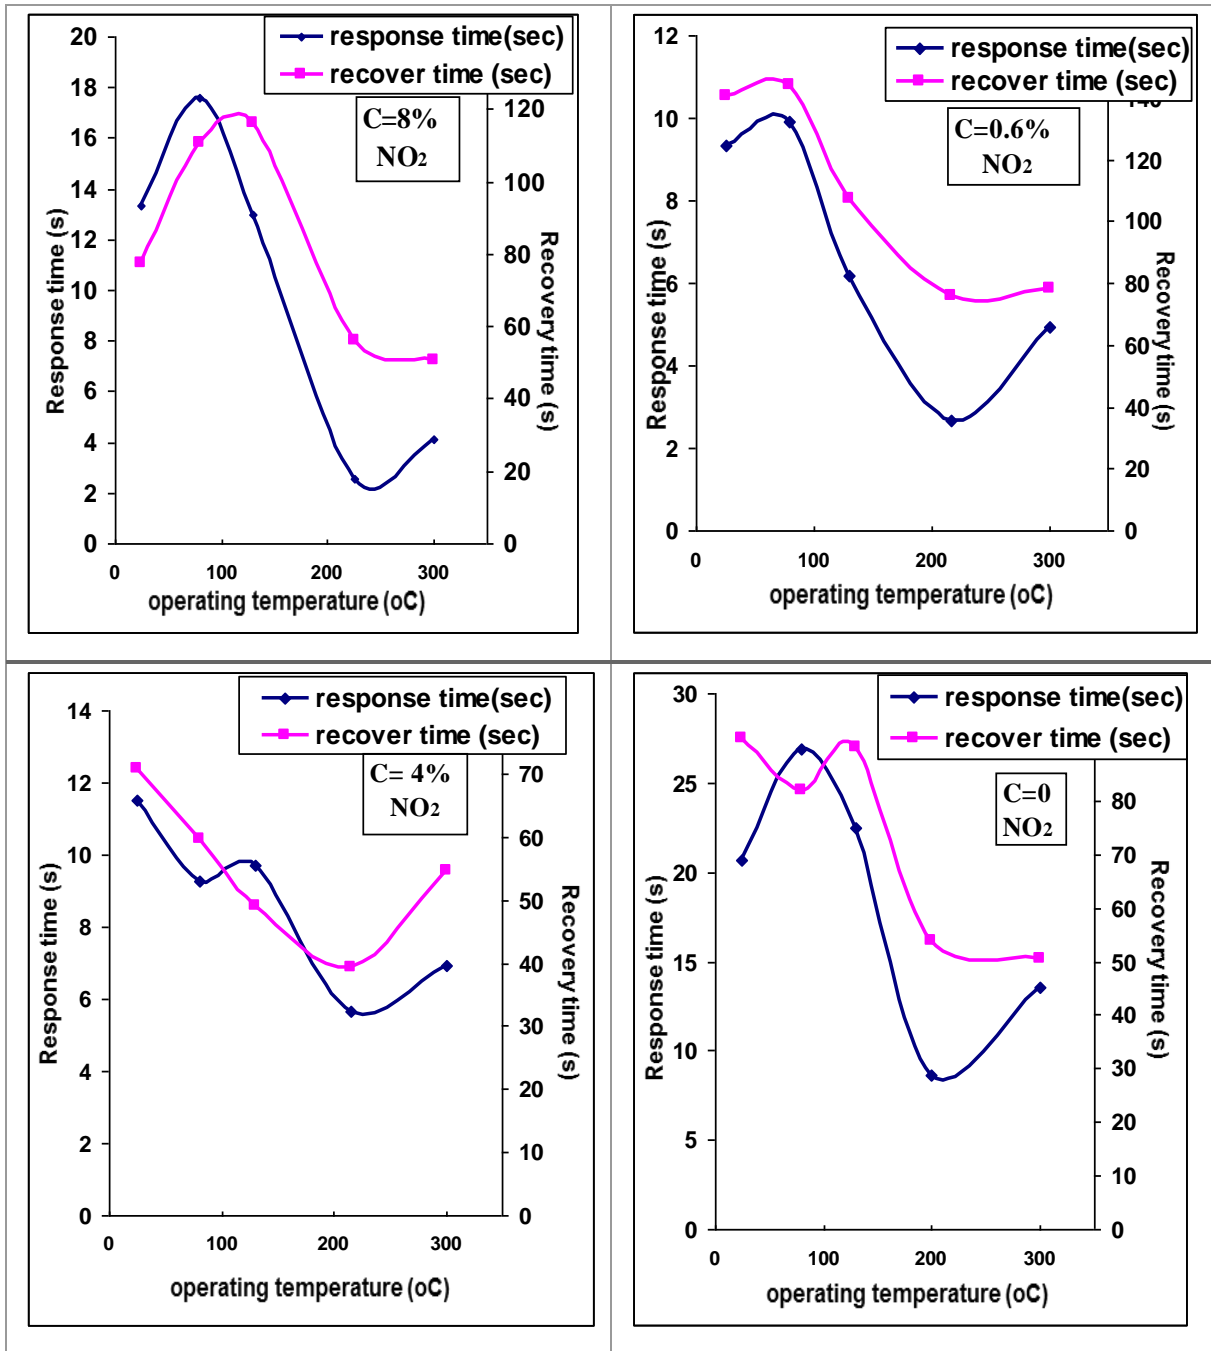 response time(sec)
recover time (sec)
C=8%
NO2
20
18
16
14
12
10
8
6
4
2
0
120
100
80
60
40
20
0
Response time (s)
Recovery time (s)
0 100 200 300
operating temperature (oC)
response time(sec)
recover time (sec)
C=0.6%
NO2
12
10
8
6
4
2
0
140
120
100
80
60
40
20
0
Response time (s)
Recovery time (s)
0 100 200 300
operating temperature (oC)
response time(sec)
recover time (sec)
C= 4%
NO2
14
12
10
8
6
4
2
0
70
60
50
40
30
20
10
0
Response time (s)
Recovery time (s)
0 100 200 300
operating temperature (oC)
response time(sec)
recover time (sec)
C=0
NO2
30
25
20
15
10
5
0
80
70
60
50
40
30
20
10
0
Response time (s)
Recovery time (s)
0 100 200 300
operating temperature (oC)